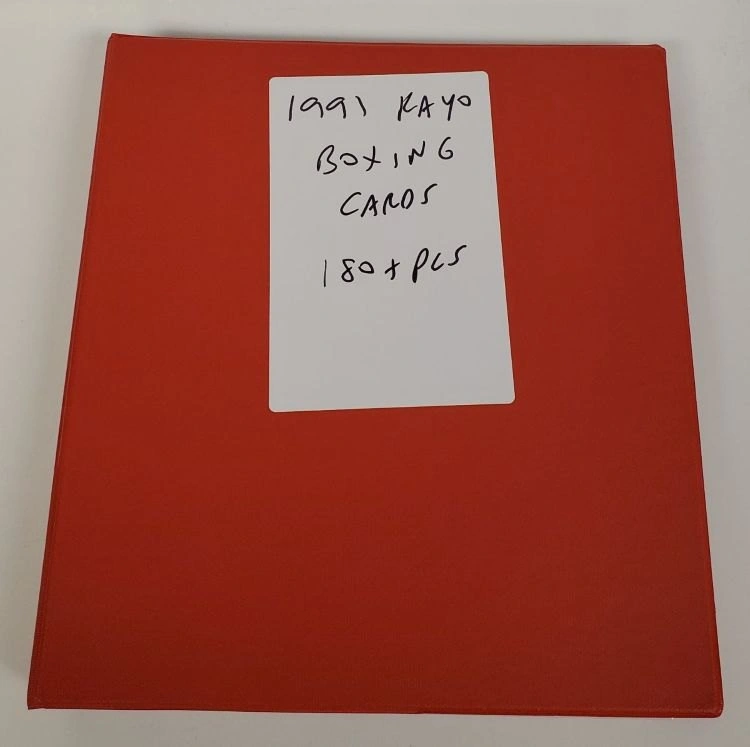 1991 KAYO
BOXING
CARDS
180+ PCS